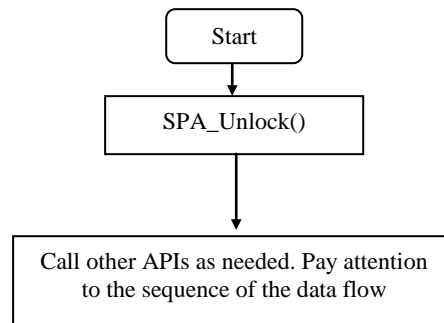 Start
SPA_Unlock()
Call other APIs as needed. Pay attention
to the sequence of the data flow